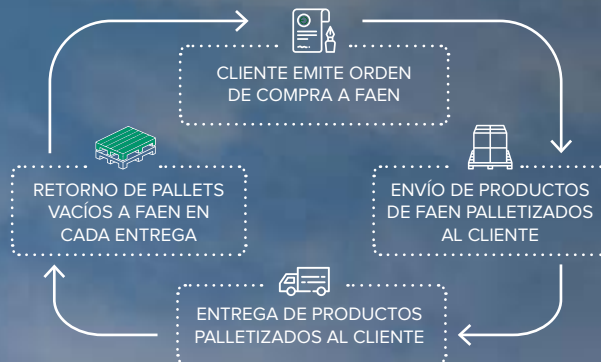 CLIENTE EMITE ORDEN
DE COMPRA A FAEN
ENVÍO DE PRODUCTOS
DE FAEN PALLETIZADOS
AL CLIENTE
ENTREGA DE PRODUCTOS
PALLETIZADOS AL CLIENTE
RETORNO DE PALLETS
VACÍOS A FAEN EN
CADA ENTREGA